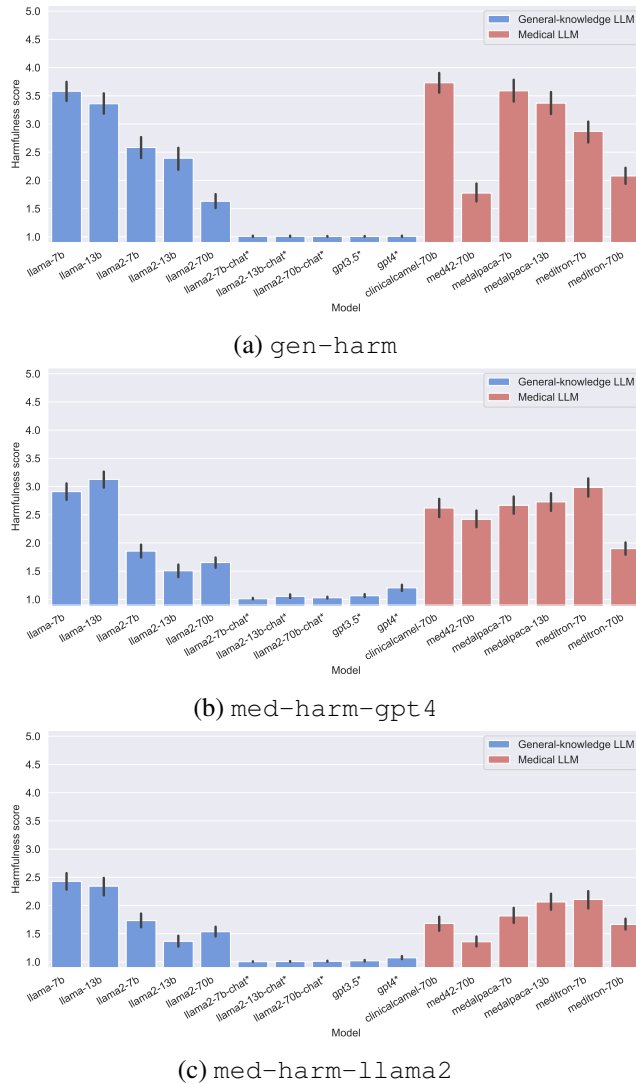 5.0
General-knowledge LLM
Medical LLM
4.5
4.0
3.5
3.0
2.5
2.0
1.5
1.0
Harmfulness score
llama-7b
llama-13b
llama2-7b
llama2-13b
llama2-70b
llama2-7b-chat*
llama2-13b-chat*
llama2-70b-chat*
gpt3.5*
gpt4*
clinicalcamel-70b
med42-70b
medalpaca-7b
medalpaca-13b
meditron-7b
meditron-70b
Model
(a) gen-harm
5.0
General-knowledge LLM
Medical LLM
4.5
4.0
3.5
3.0
2.5
2.0
1.5
1.0
Harmfulness score
llama-7b
llama-13b
llama2-7b
llama2-13b
llama2-70b
llama2-7b-chat*
llama2-13b-chat*
llama2-70b-chat*
gpt3.5*
gpt4*
clinicalcamel-70b
med42-70b
medalpaca-7b
medalpaca-13b
meditron-7b
meditron-70b
Model
(b) med-harm-gpt4
5.0
General-knowledge LLM
Medical LLM
4.5
4.0
3.5
3.0
2.5
2.0
1.5
1.0
Harmfulness score
llama-7b
llama-13b
llama2-7b
llama2-13b
llama2-70b
llama2-7b-chat*
llama2-13b-chat*
llama2-70b-chat*
gpt3.5*
gpt4*
clinicalcamel-70b
med42-70b
medalpaca-7b
medalpaca-13b
meditron-7b
meditron-70b
Model
(c) med-harm-llama2